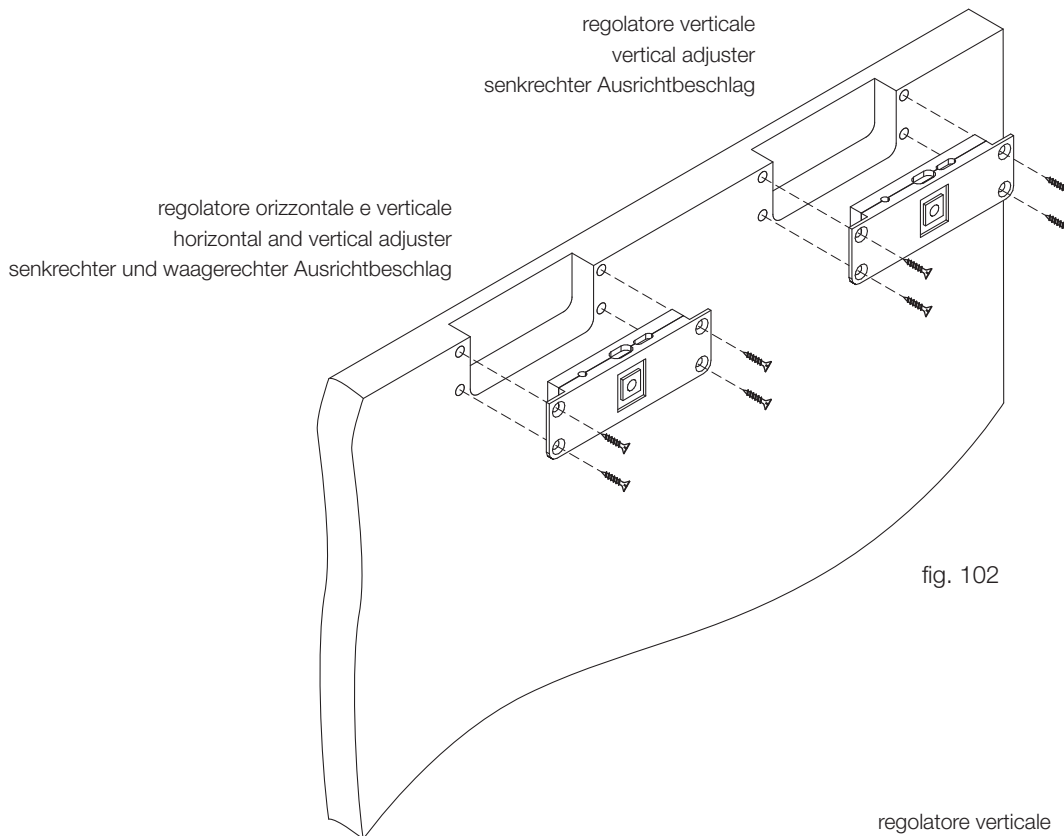 regolatore verticale
vertical adjuster
senkrechter Ausrichtbeschlag
regolatore orizzontale e verticale
horizontal and vertical adjuster
senkrechter und waagerechter Ausrichtbeschlag
fig. 102
regolatore verticale